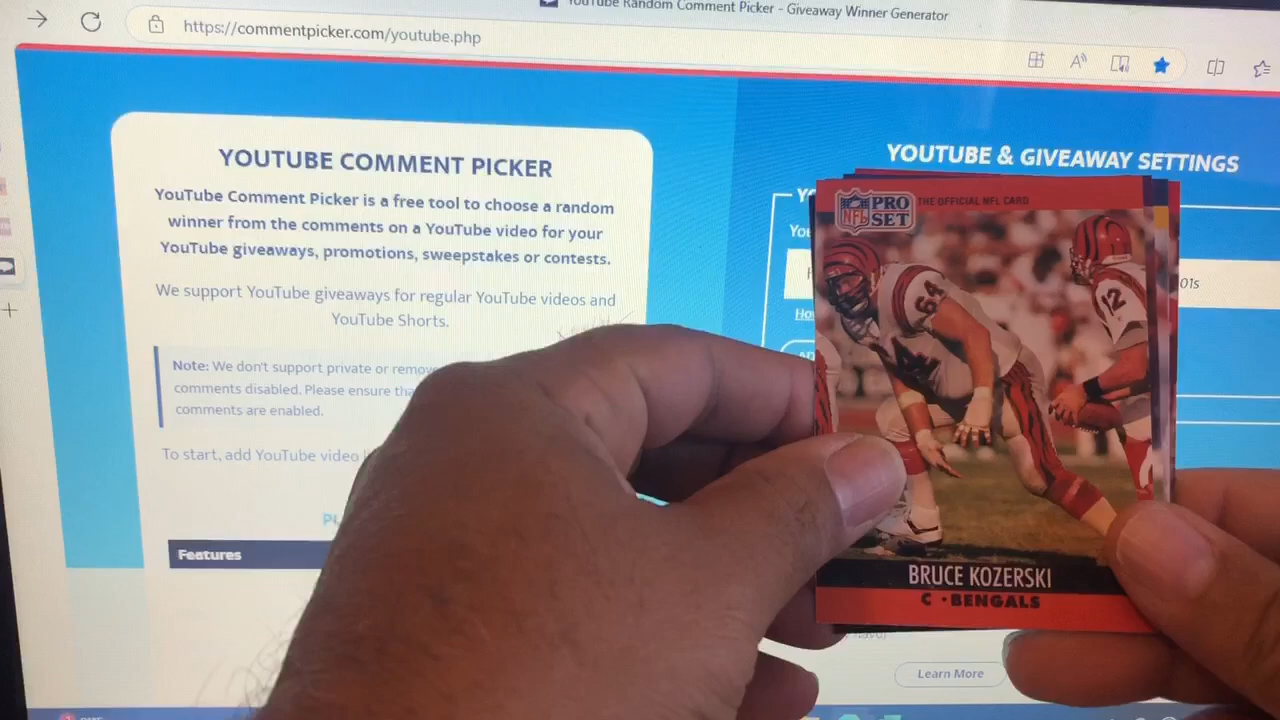 YouTube Random Comment Picker - Giveaway Winner Generator
https://commentpicker.com/youtube.php
YOUTUBE COMMENT PICKER
YouTube Comment Picker is a free tool to choose a random
winner from the comments on a YouTube video for your
YouTube giveaways, promotions, sweepstakes or contests.
We support YouTube giveaways for regular YouTube videos and
YouTube Shorts.
Note: We don't support private or
comments disabled. Please ensure
comments are enabled.
To start, add YouTube video
Features
YOUTUBE & GIVEAWAY SETTINGS
01s
Learn More
NFL
PRO
SET
THE OFFICIAL NFL CARD
64
64
12
BRUCE KOZERSKI
C • BENGALS